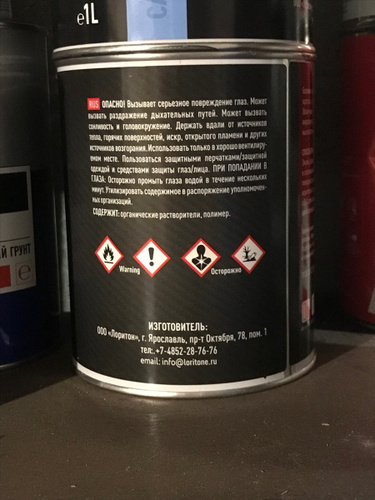 e1L
RUS ОПАСНО! Вызывает серьезное повреждение глаз. Может
вызвать раздражение дыхательных путей. Может вызвать
сонливость и головокружение. Держать вдали от источников
тепла, горячих поверхностей, искр, открытого пламени и других
источников возгорания. Использовать только в хорошо вентилиру-
емом месте. Пользоваться защитными перчатками/защитной
одеждой и средствами защиты глаз/лица. ПРИ ПОПАДАНИИ В
ГЛАЗА: Осторожно промыть глаза водой в течение нескольких
минут. Утилизировать содержимое в распоряжение уполномочен-
ных организаций.
СОДЕРЖИТ: органические растворители, полимер.
Warning Осторожно
ИЗГОТОВИТЕЛЬ:
ООО «Лоритон», г. Ярославль, пр-т Октября, 78, пом. 1
тел:. +7-4852-28-76-76
email: info@loritone.ru
Й ГРУНТ